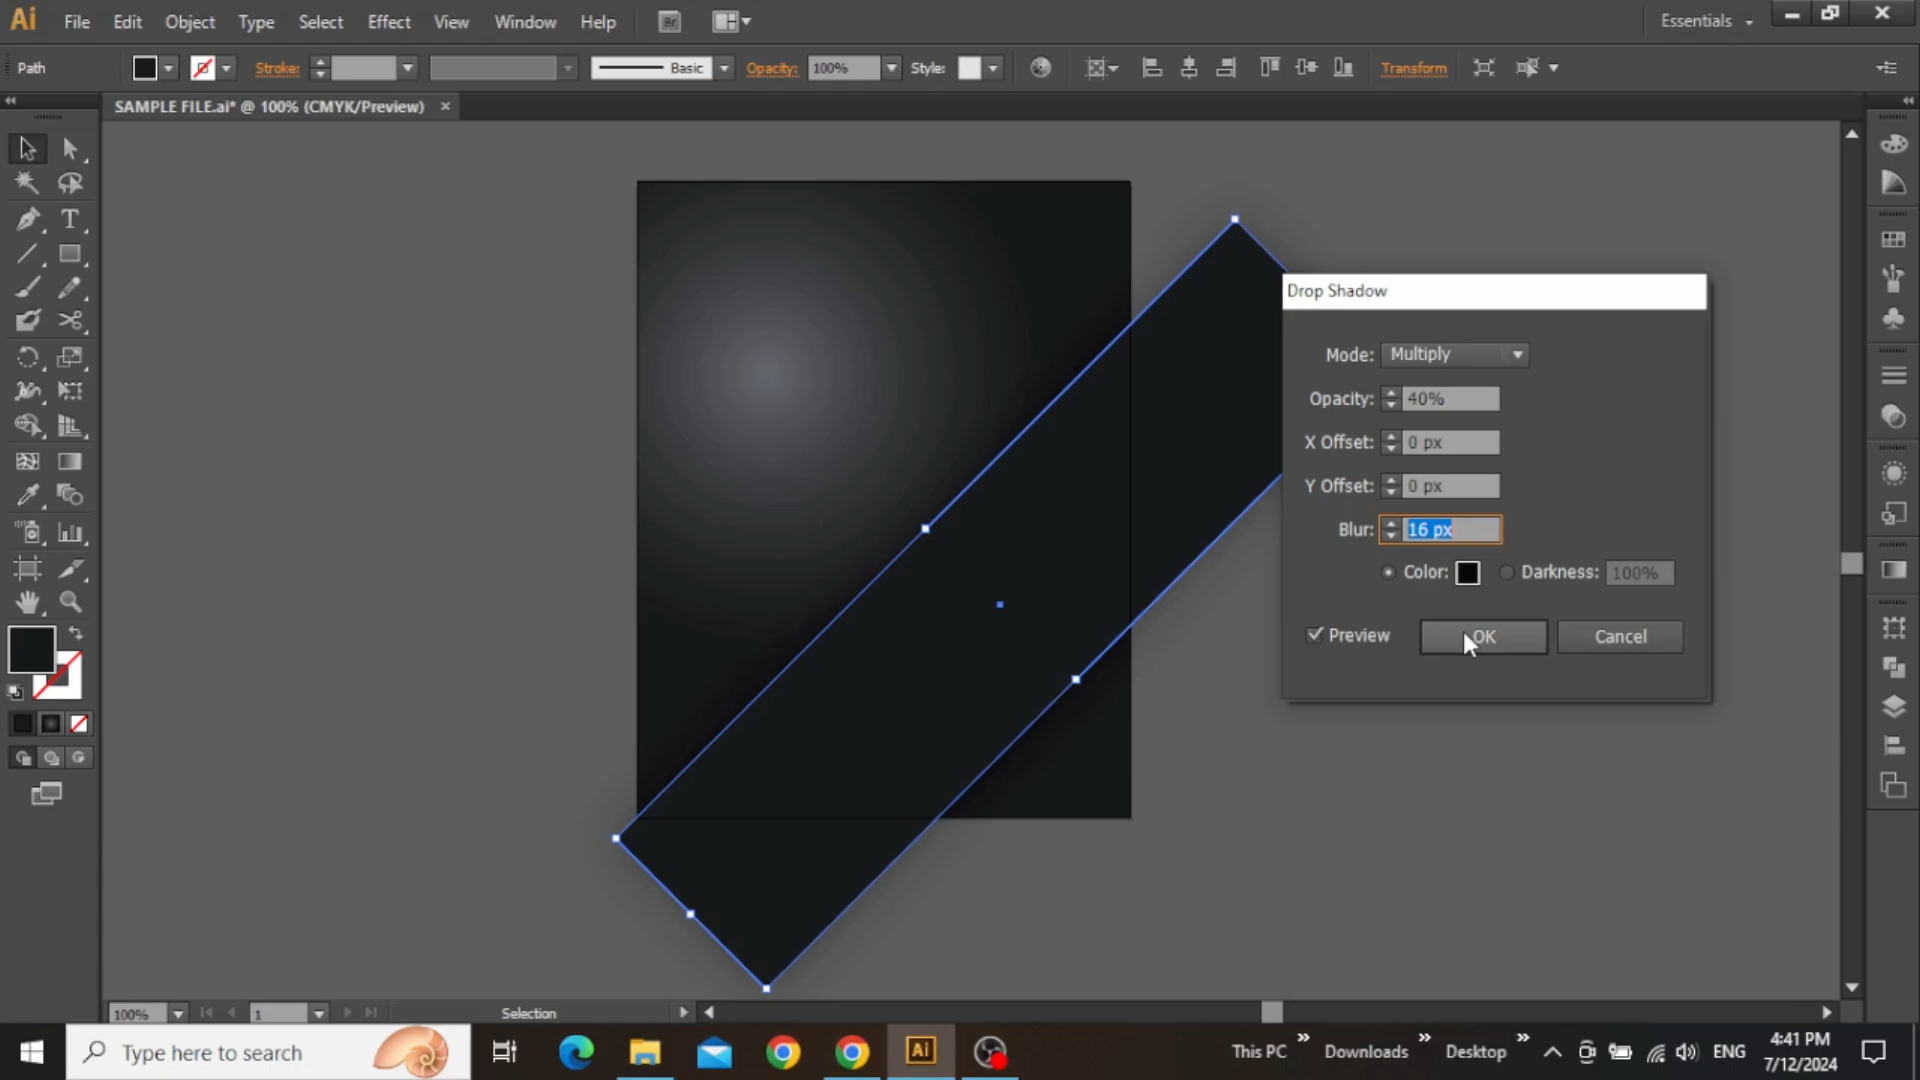 Ai File Edit Object Type Select Effect View Window Help Br Essentials
Path Stroke: Basic Opacity: 100% Style: Transform
SAMPLE FILE.ai* @ 100% (CMYK/Preview) ×
Drop Shadow
Mode: Multiply
Opacity: 40%
X Offset: 0 px
Y Offset: 0 px
Blur: 16 px
Color: Darkness: 100%
Preview OK Cancel
100% 1 Selection
Type here to search Ai This PC Downloads Desktop ENG 4:41 PM
7/12/2024